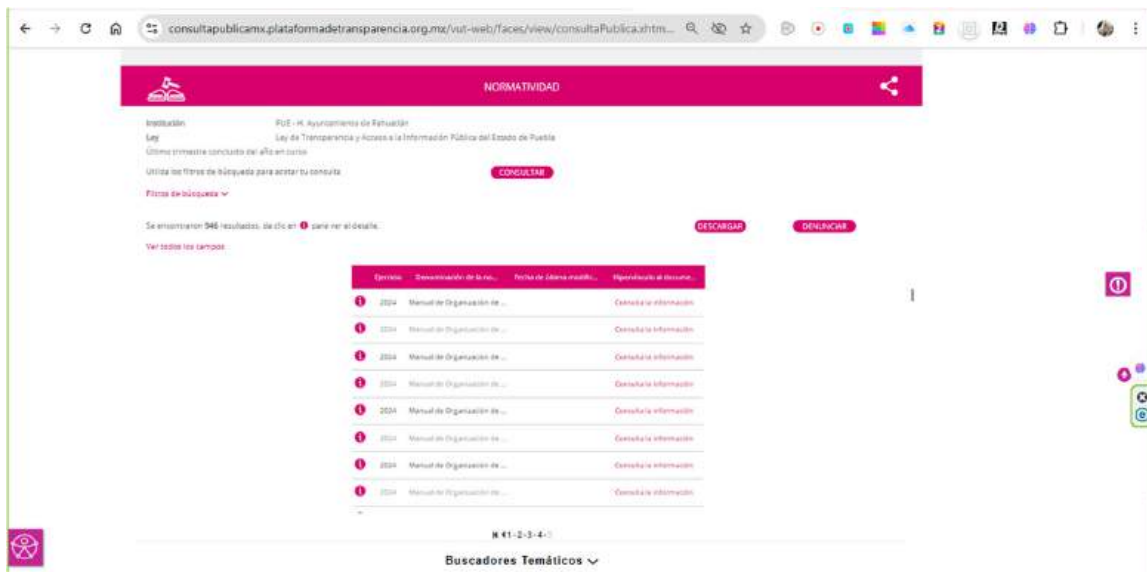 consultapublicamx.plataformadetransparencia.org.mx/vut-web/faces/view/consultaPublica.xhtm...
NORMATIVIDAD
Institución PUE - H. Ayuntamiento de
Ley Ley de Transparencia y Acceso a la Información Pública del Estado de Puebla
Último trimestre concluido del año en curso
Utiliza los filtros de búsqueda para acotar tu consulta CONSULTAR
Filtros de búsqueda
Se encontraron 946 resultados, da clic en i para ver el detalle. DESCARGAR DENUNCIAR
Ver todos los campos
Ejercicio Denominación de la no... Fecha de última modific... Hipervínculo al docume...
2024 Manual de Organización de ... Consulta la información
2024 Manual de Organización de ... Consulta la información
2024 Manual de Organización de ... Consulta la información
2024 Manual de Organización de ... Consulta la información
2024 Manual de Organización de ... Consulta la información
2024 Manual de Organización de ... Consulta la información
2024 Manual de Organización de ... Consulta la información
2024 Manual de Organización de ... Consulta la información
1-2-3-4-
Buscadores Temáticos